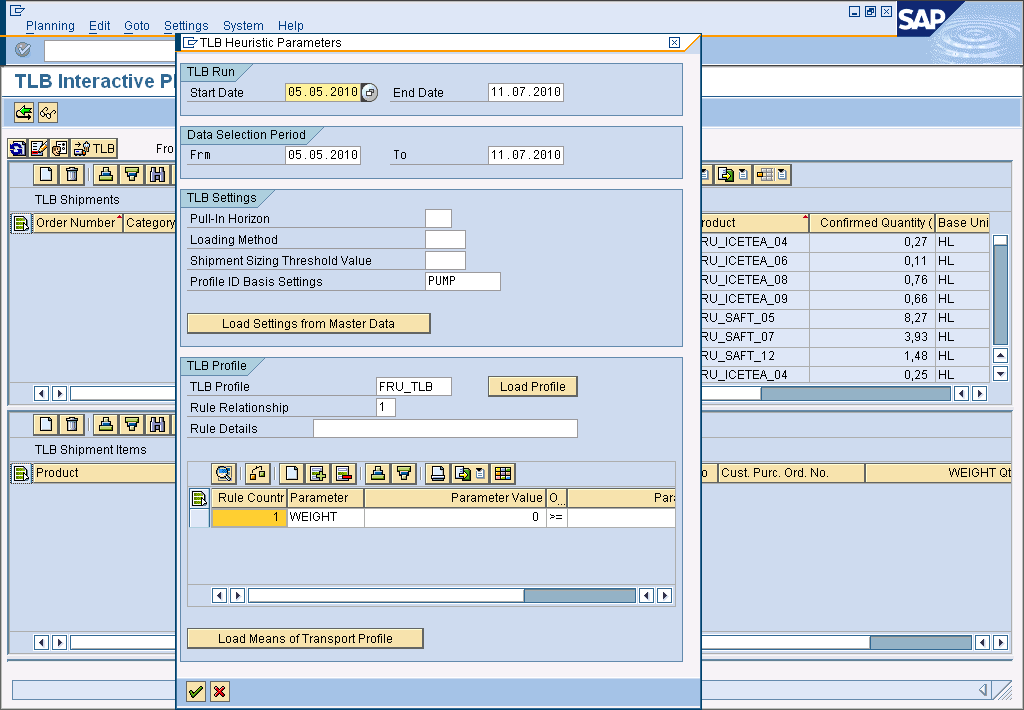 Planning Edit Goto Settings System Help
SAP
TLB Heuristic Parameters
TLB Interactive Pl
TLB Run
Start Date 05.05.2010 End Date 11.07.2010
Data Selection Period
Frm 05.05.2010 To 11.07.2010
TLB Fro
TLB Settings
Pull-In Horizon
Loading Method
Shipment Sizing Threshold Value
Profile ID Basis Settings PUMP
Load Settings from Master Data
TLB Shipments
Order Number Category
roduct Confirmed Quantity ( Base Uni
RU_ICETEA_04 0,27 HL
RU_ICETEA_06 0,11 HL
RU_ICETEA_08 0,76 HL
RU_ICETEA_09 0,66 HL
RU_SAFT_05 8,27 HL
RU_SAFT_07 3,93 HL
RU_SAFT_12 1,48 HL
RU_ICETEA_04 0,25 HL
TLB Profile
TLB Profile FRU_TLB Load Profile
Rule Relationship 1
Rule Details
TLB Shipment Items
Product
o Cust. Purc. Ord. No. WEIGHT Qt
Rule Countr Parameter Parameter Value O... Para
1 WEIGHT 0 >=
Load Means of Transport Profile